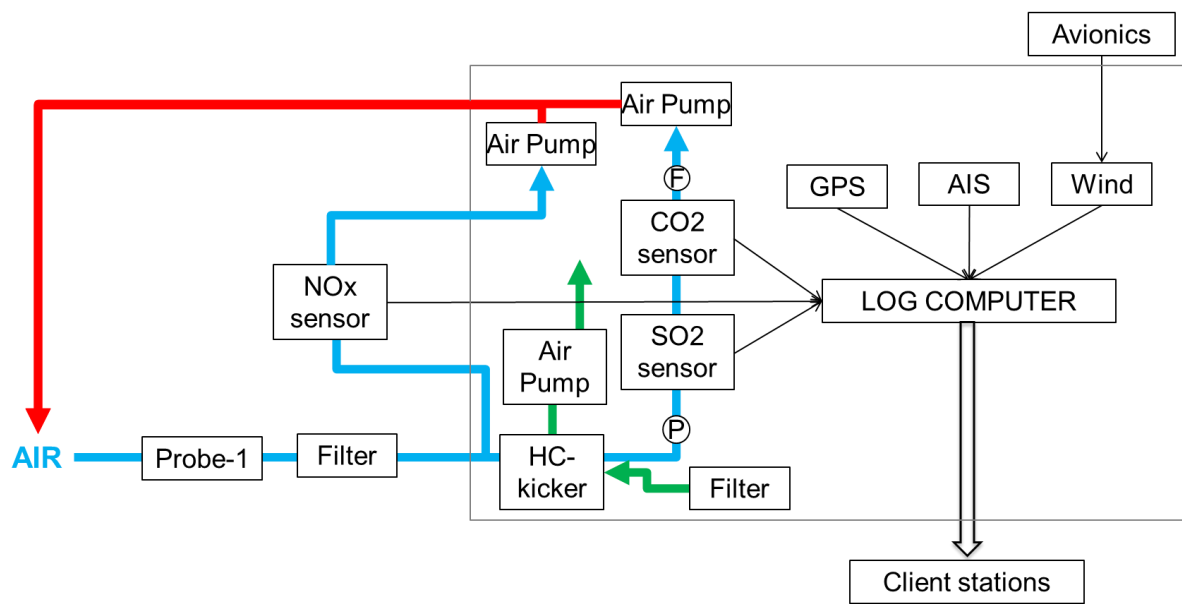 Avionics
Air Pump
Air Pump
F
GPS
AIS
Wind
CO2
sensor
NOx
sensor
LOG COMPUTER
SO2
sensor
Air
Pump
P
AIR
Probe-1
Filter
HC-
kicker
Filter
Client stations